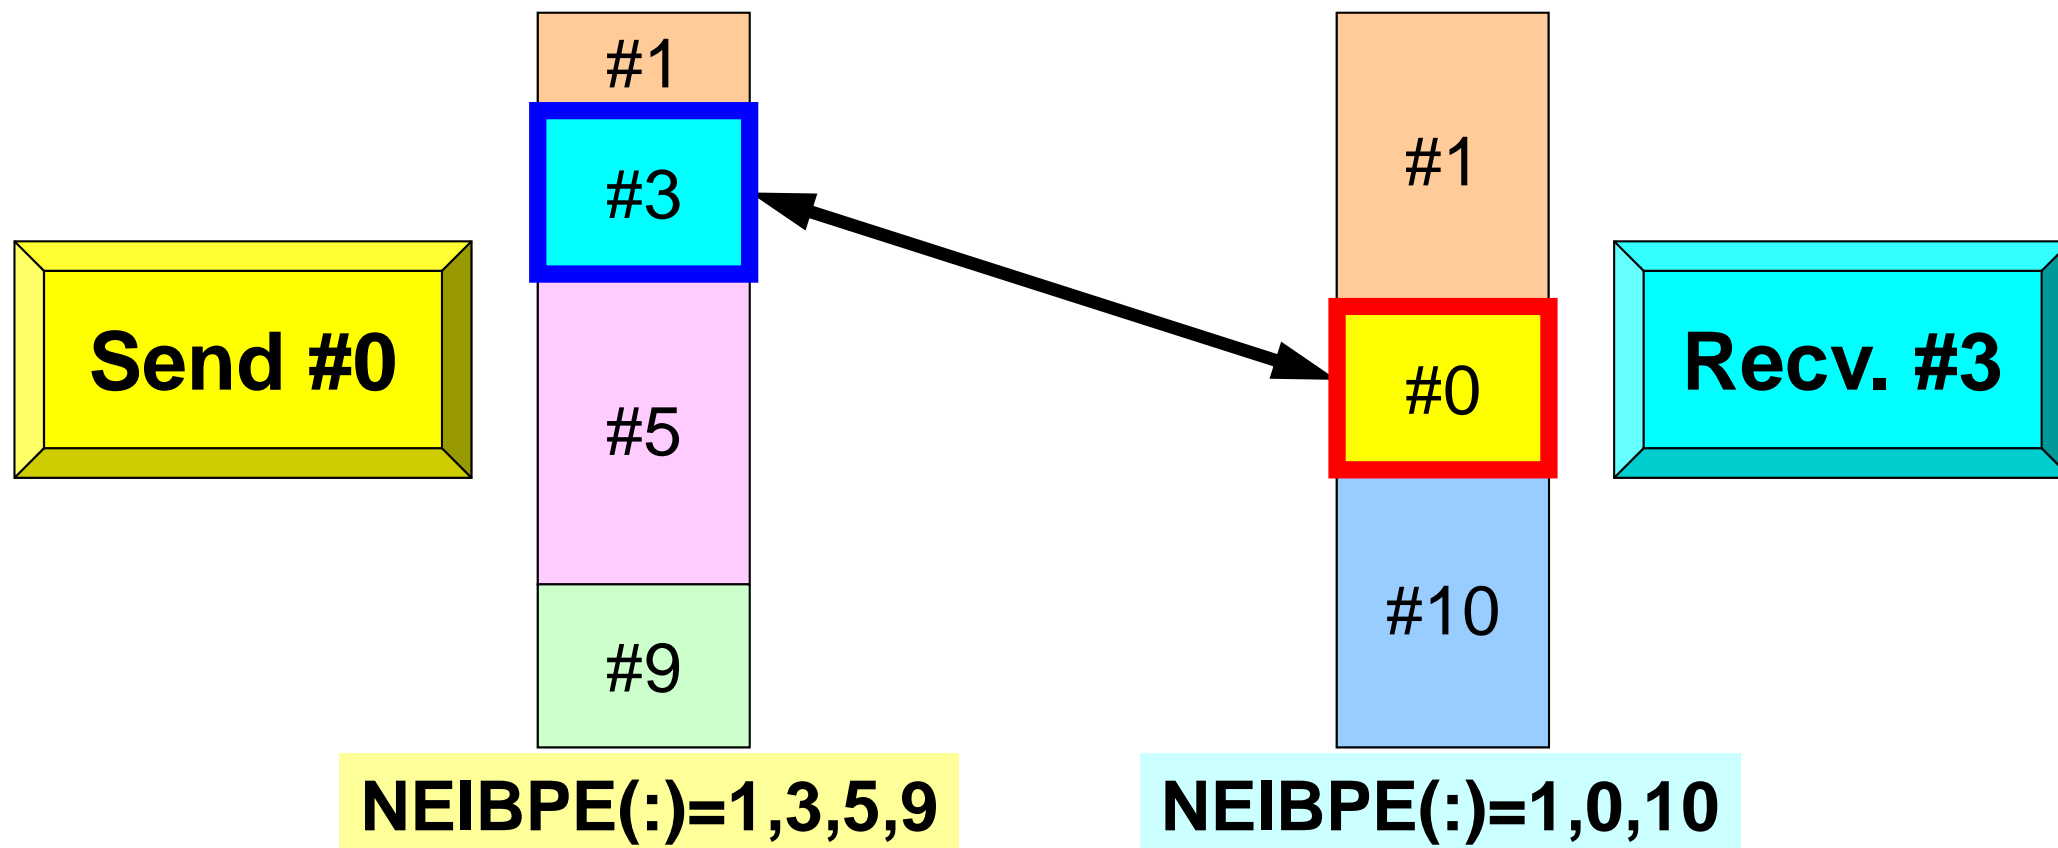 Send #0
#1
#3
#5
#9
NEIBPE(:)=1,3,5,9
#1
#0
#10
NEIBPE(:)=1,0,10
Recv. #3